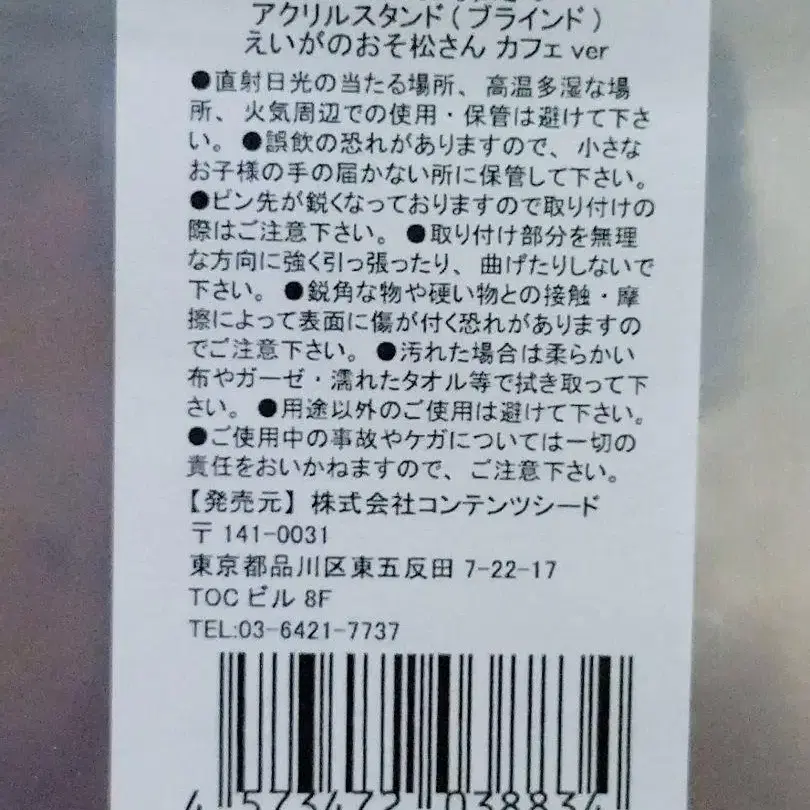 アクリルスタンド(ブラインド)
えいがのおそ松さん カフェ ver
●直射日光の当たる場所、高温多湿な場
所、火気周辺での使用・保管は避けて下さ
い。●誤飲の恐れがありますので、小さな
お子様の手の届かない所に保管して下さい。
●ピン先が鋭くなっておりますので取り付けの
際はご注意下さい。●取り付け部分を無理
な方向に強く引っ張ったり、曲げたりしないで
下さい。●鋭角な物や硬い物との接触・摩
擦によって表面に傷が付く恐れがありますの
でご注意下さい。●汚れた場合は柔らかい
布やガーゼ・濡れたタオル等で拭き取って下
さい。●用途以外のご使用は避けて下さい。
●ご使用中の事故やケガについては一切の
責任をおいかねますので、ご注意下さい。
【発売元】株式会社コンテンツシード
〒141-0031
東京都品川区東五反田 7-22-17
TOC ビル 8F
TEL:03-6421-7737
4 573472 038834